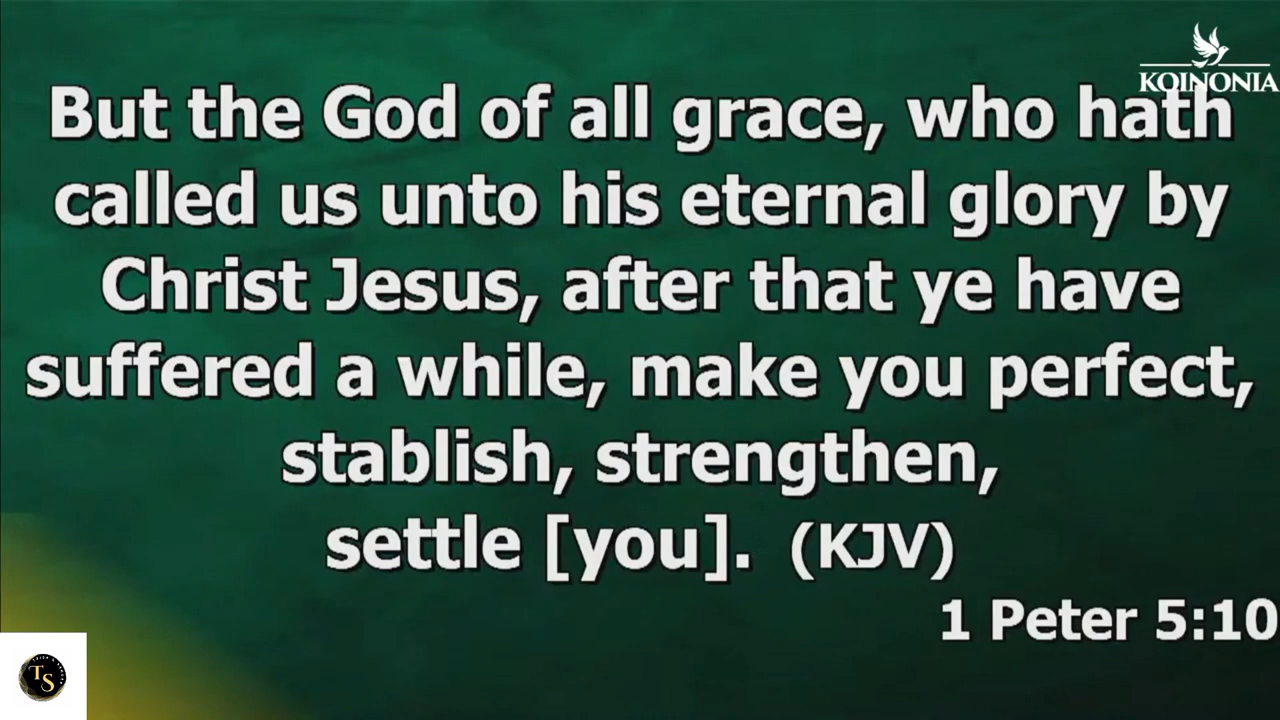 KOINONIA
But the God of all grace, who hath
called us unto his eternal glory by
Christ Jesus, after that ye have
suffered a while, make you perfect,
stablish, strengthen,
settle [you]. (KJV)
1 Peter 5:10
TS